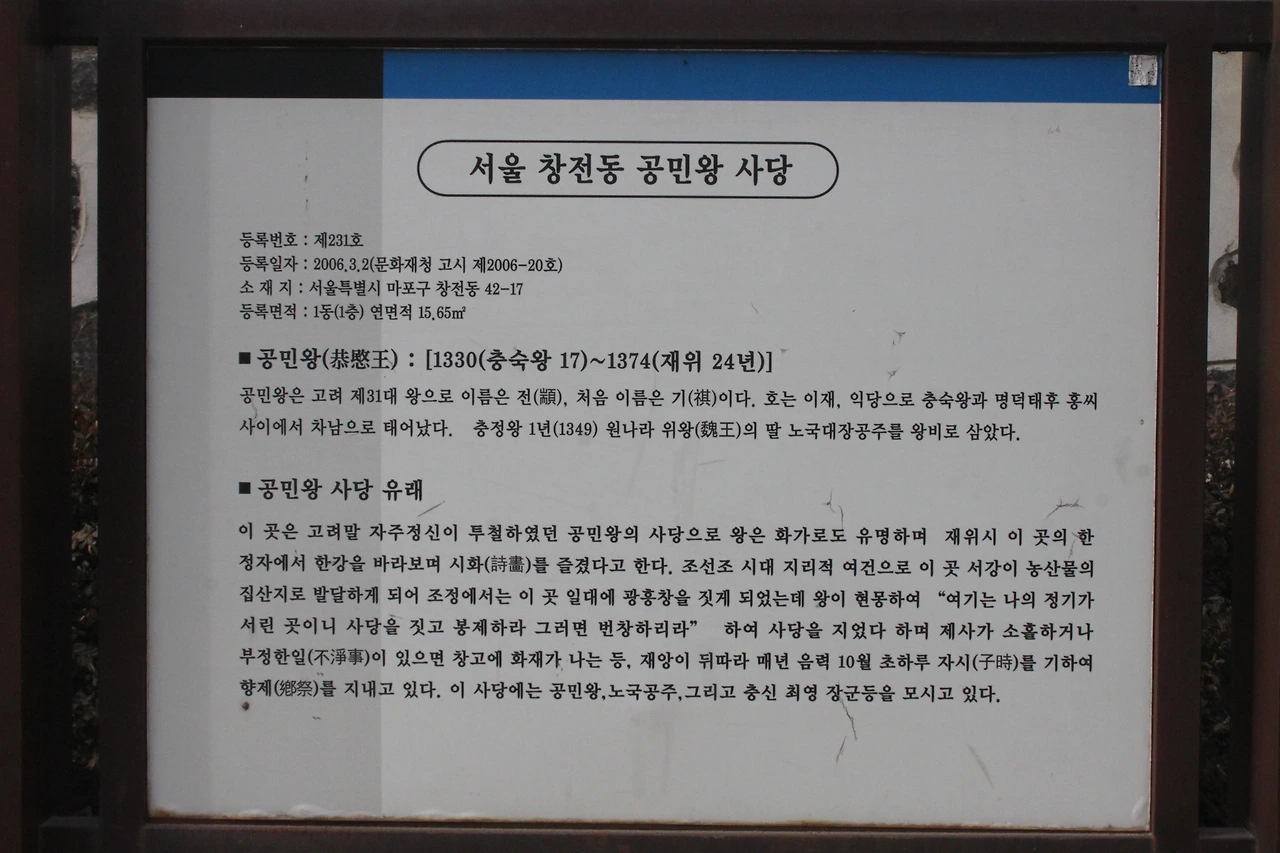 서울 창전동 공민왕 사당
등록번호 : 제231호
등록일자 : 2006.3.2(문화재청 고시 제2006-20호)
소 재 지 : 서울특별시 마포구 창전동 42-17
등록면적 : 1동(1층) 연면적 15.65㎡
■ 공민왕(恭愍王) : [1330(충숙왕 17)~1374(재위 24년)]
공민왕은 고려 제31대 왕으로 이름은 전(顓), 처음 이름은 기(祺)이다. 호는 이재, 익당으로 충숙왕과 명덕태후 홍씨
사이에서 차남으로 태어났다. 충정왕 1년(1349) 원나라 위왕(魏王)의 딸 노국대장공주를 왕비로 삼았다.
■ 공민왕 사당 유래
이 곳은 고려말 자주정신이 투철하였던 공민왕의 사당으로 왕은 화가로도 유명하며 재위시 이 곳의 한
정자에서 한강을 바라보며 시화(詩畵)를 즐겼다고 한다. 조선조 시대 지리적 여건으로 이 곳 서강이 농산물의
집산지로 발달하게 되어 조정에서는 이 곳 일대에 광흥창을 짓게 되었는데 왕이 현몽하여 “여기는 나의 정기가
서린 곳이니 사당을 짓고 봉제하라 그러면 번창하리라” 하여 사당을 지었다 하며 제사가 소홀하거나
부정한일(不淨事)이 있으면 창고에 화재가 나는 등, 재앙이 뒤따라 매년 음력 10월 초하루 자시(子時)를 기하여
향제(鄕祭)를 지내고 있다. 이 사당에는 공민왕,노국공주,그리고 충신 최영 장군등을 모시고 있다.